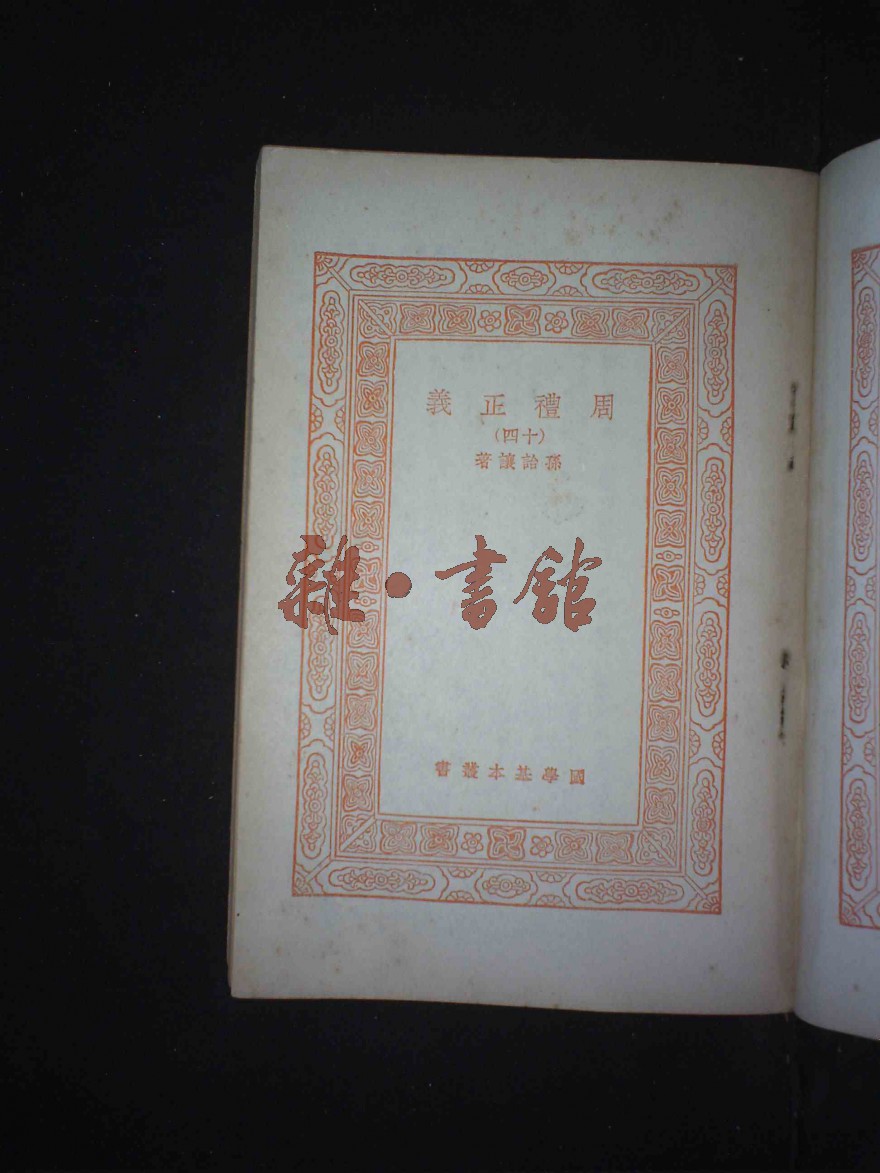 周禮正義
(十四)
孫詒讓著
雜·書館
國學基本叢書